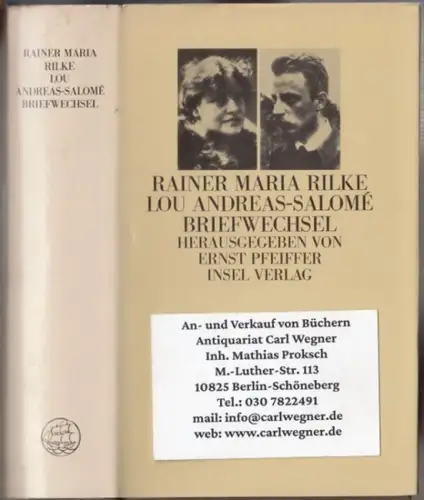 RAINER MARIA
RILKE
LOU
ANDREAS-SALOMÉ
BRIEFWECHSEL
RAINER MARIA RILKE
LOU ANDREAS-SALOMÉ
BRIEFWECHSEL
HERAUSGEGEBEN VON
ERNST PFEIFFER
INSEL VERLAG
An- und Verkauf von Büchern
Antiquariat Carl Wegner
Inh. Mathias Proksch
M.-Luther-Str. 113
10825 Berlin-Schöneberg
Tel.: 030 7822491
mail: info@carlwegner.de
web: www.carlwegner.de